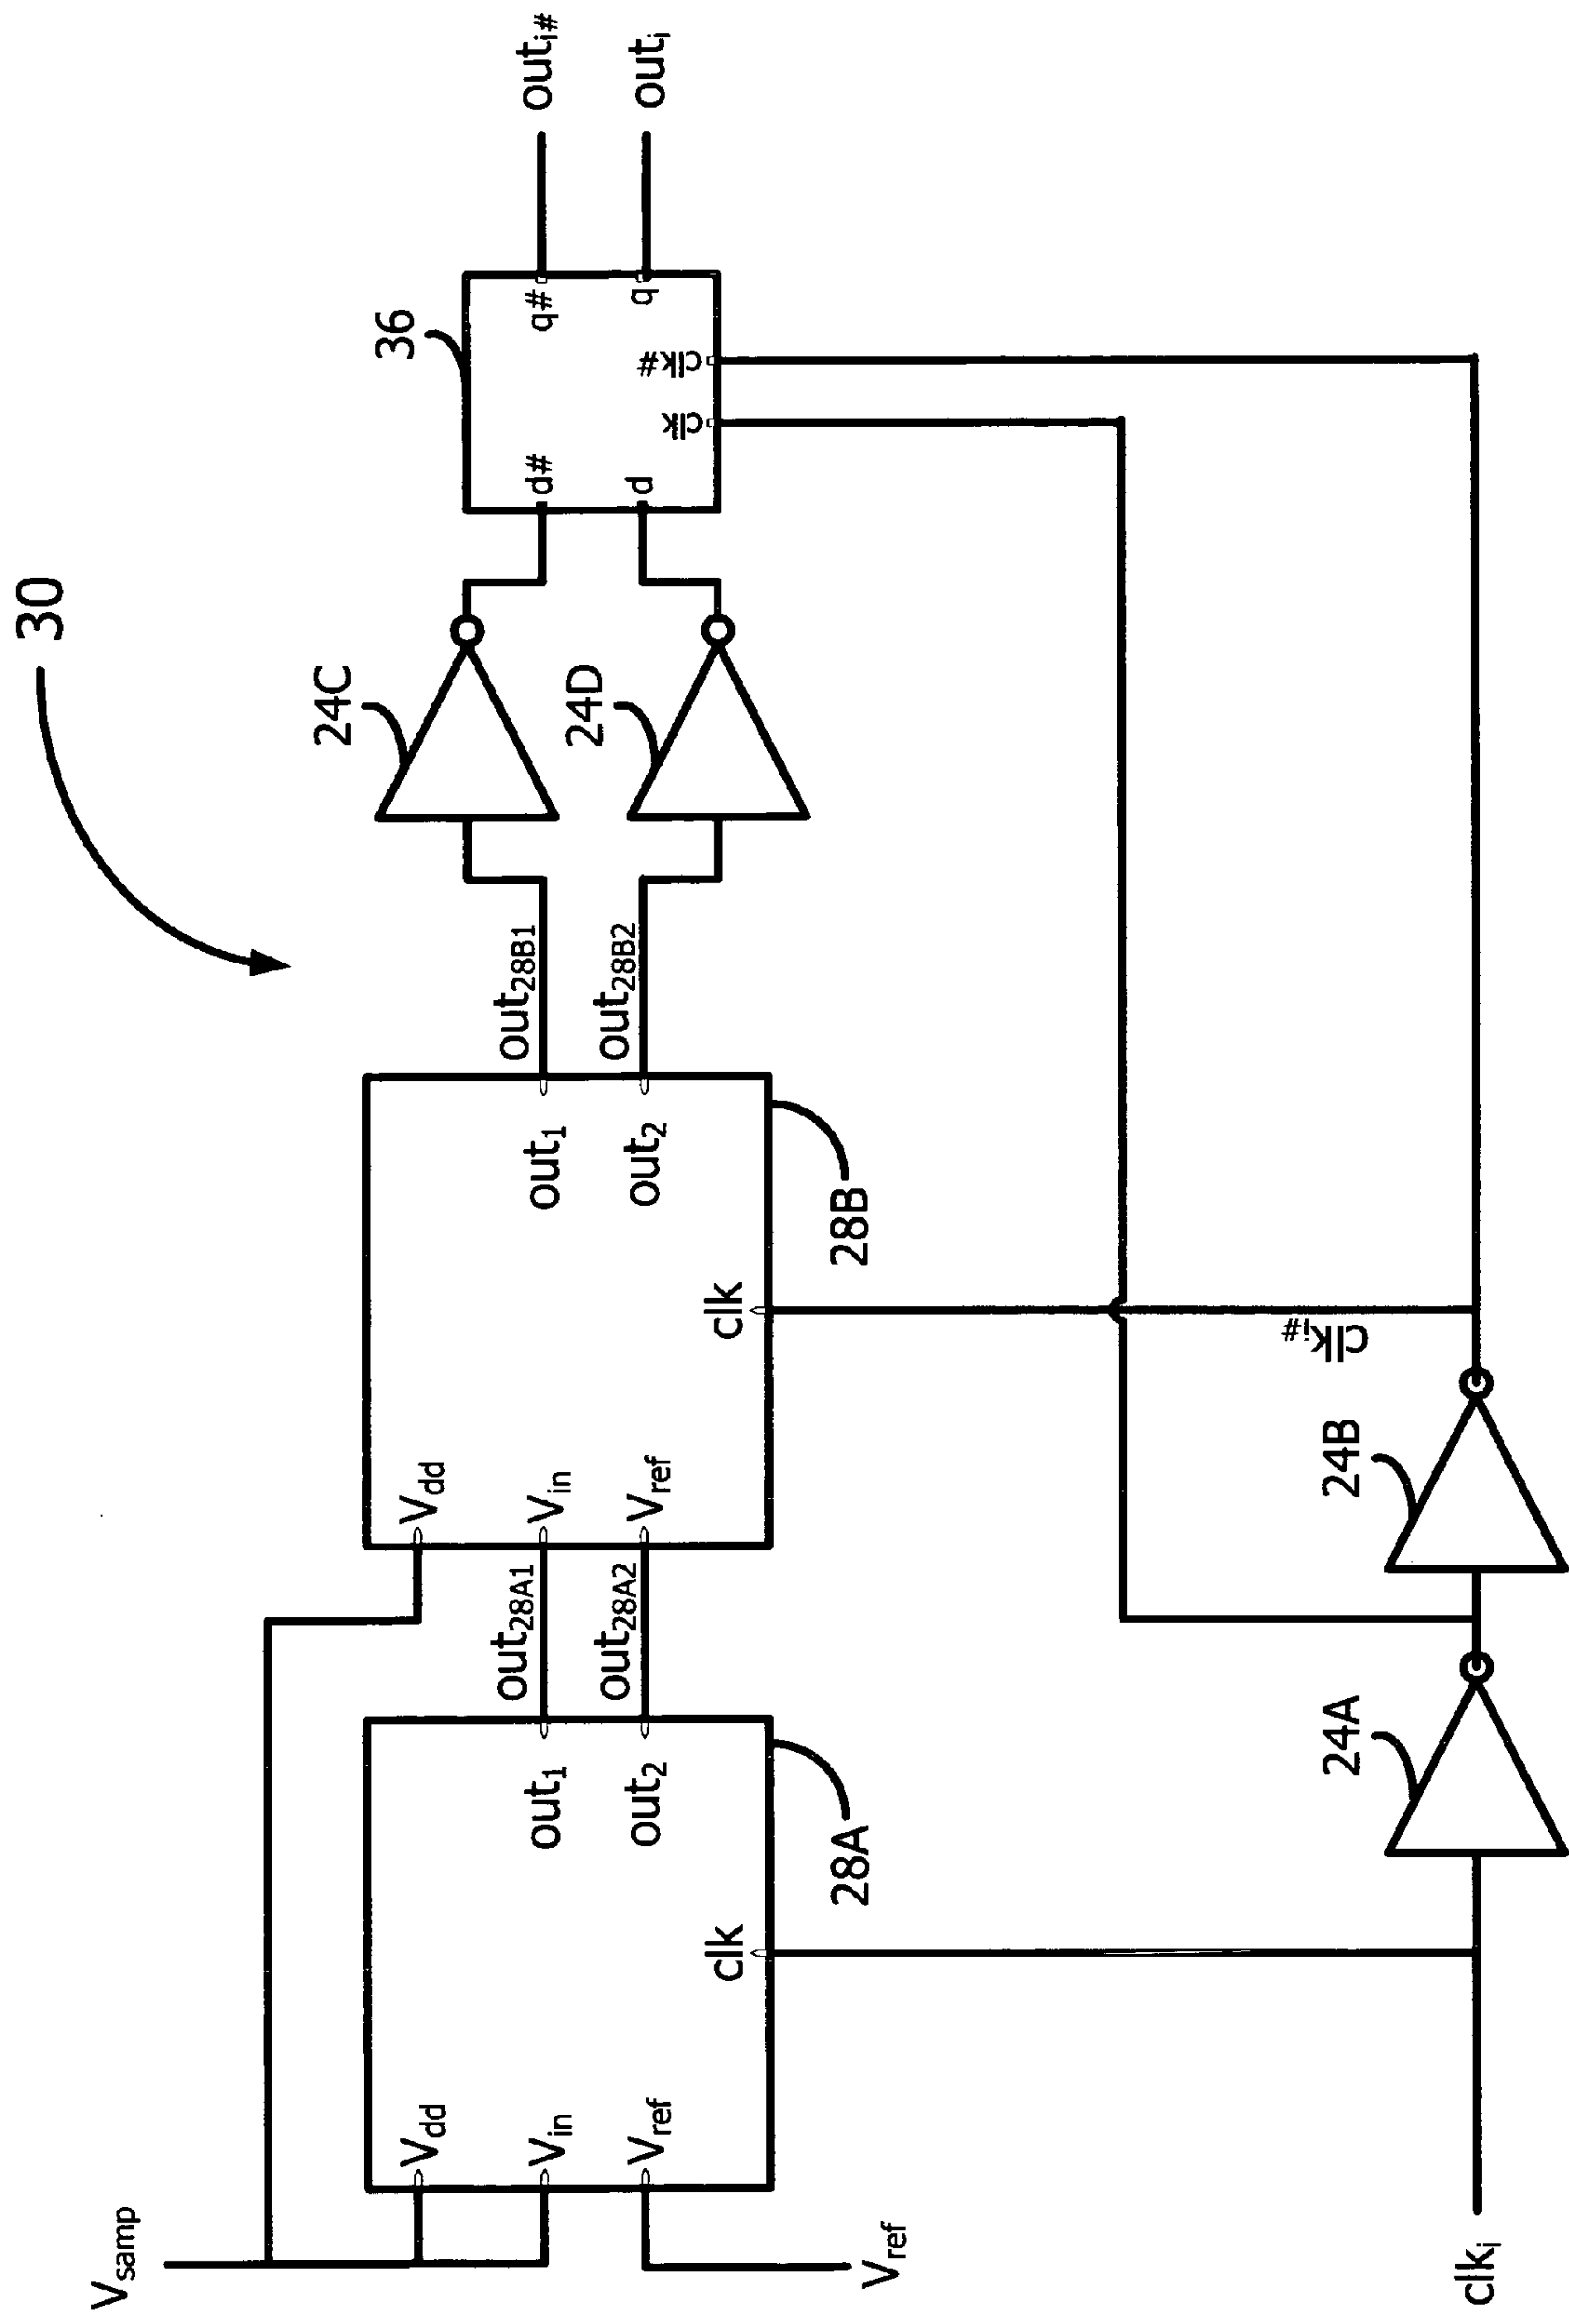 30
V_samp
V_ref
clk_i
V_dd
V_in
V_ref
out_1
out_2
clk
28A
out_28A1
out_28A2
V_dd
V_in
V_ref
out_1
out_2
clk
28B
out_28B1
out_28B2
24C
24D
36
d#
d
q#
q
clk
clk#
out_i#
out_i
24A
24B
clk_i#